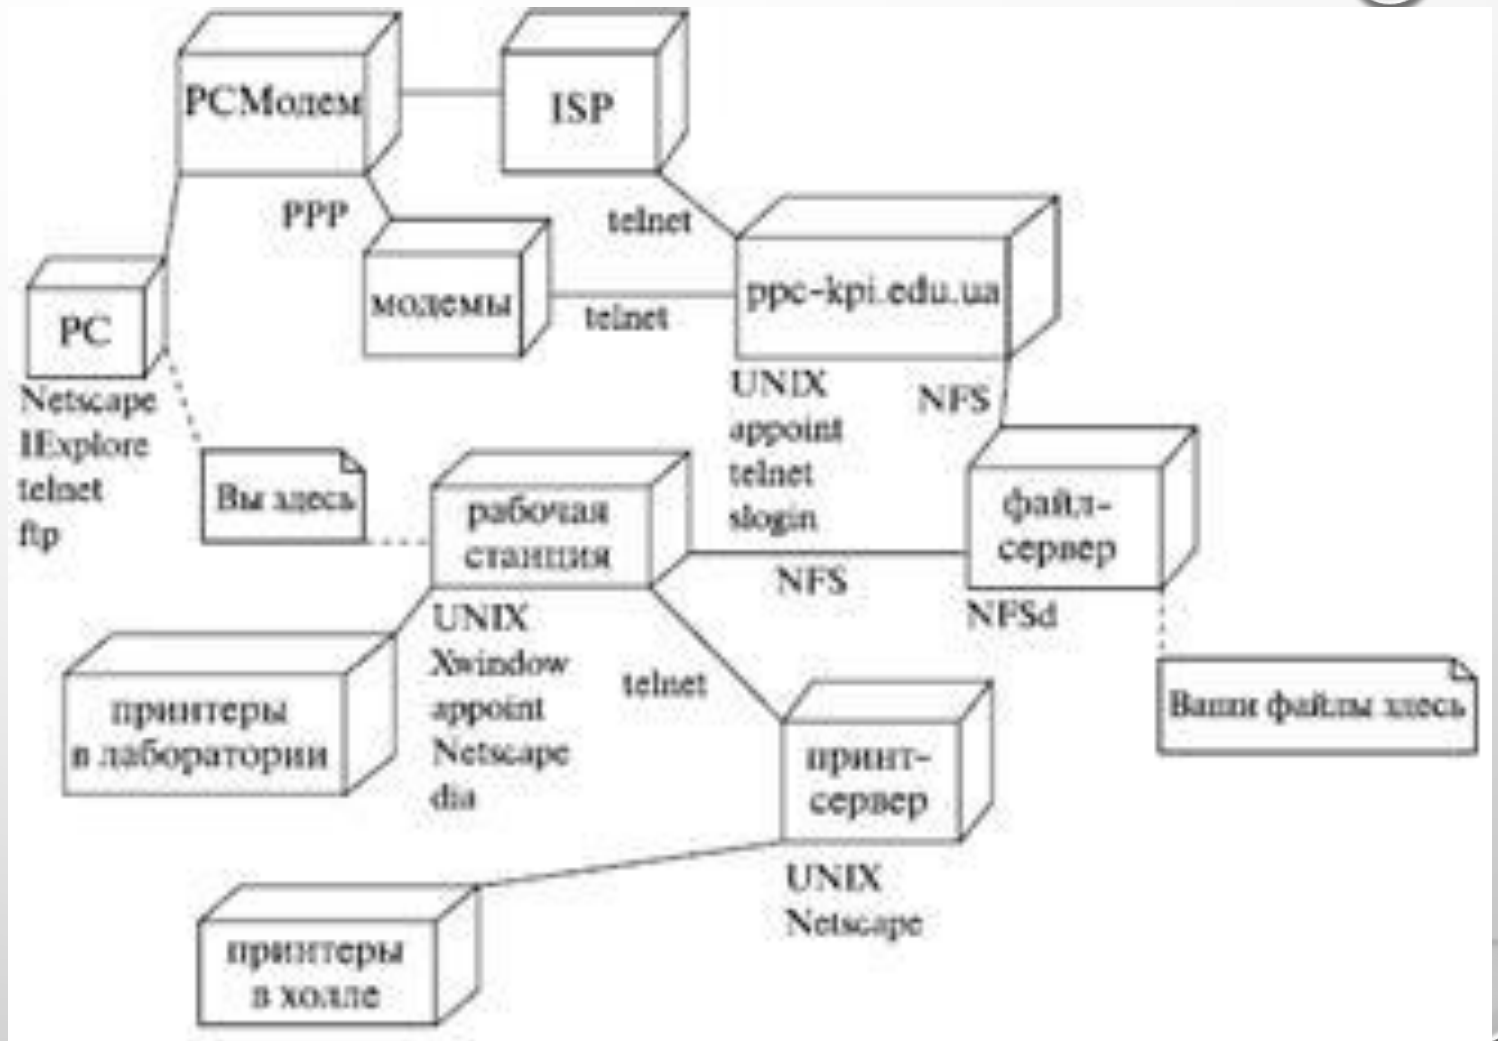 PCМодем
ISP
PPP
telnet
PC
модемы
telnet
ppc-kpi.edu.ua
Netscape
IExplore
telnet
ftp
Вы здесь
рабочая
станция
UNIX
appoint
telnet
slogin
NFS
файл-
сервер
NFS
NFSd
UNIX
Xwindow
appoint
Netscape
dia
telnet
принтеры
в лаборатории
принт-
сервер
Ваши файлы здесь
UNIX
Netscape
принтеры
в холле